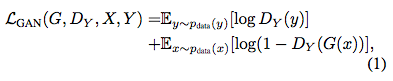 ℒ_GAN(G, D_Y, X, Y) = 𝔼_{y∼p_data(y)}[log D_Y(y)]
+ 𝔼_{x∼p_data(x)}[log(1 − D_Y(G(x))],
(1)